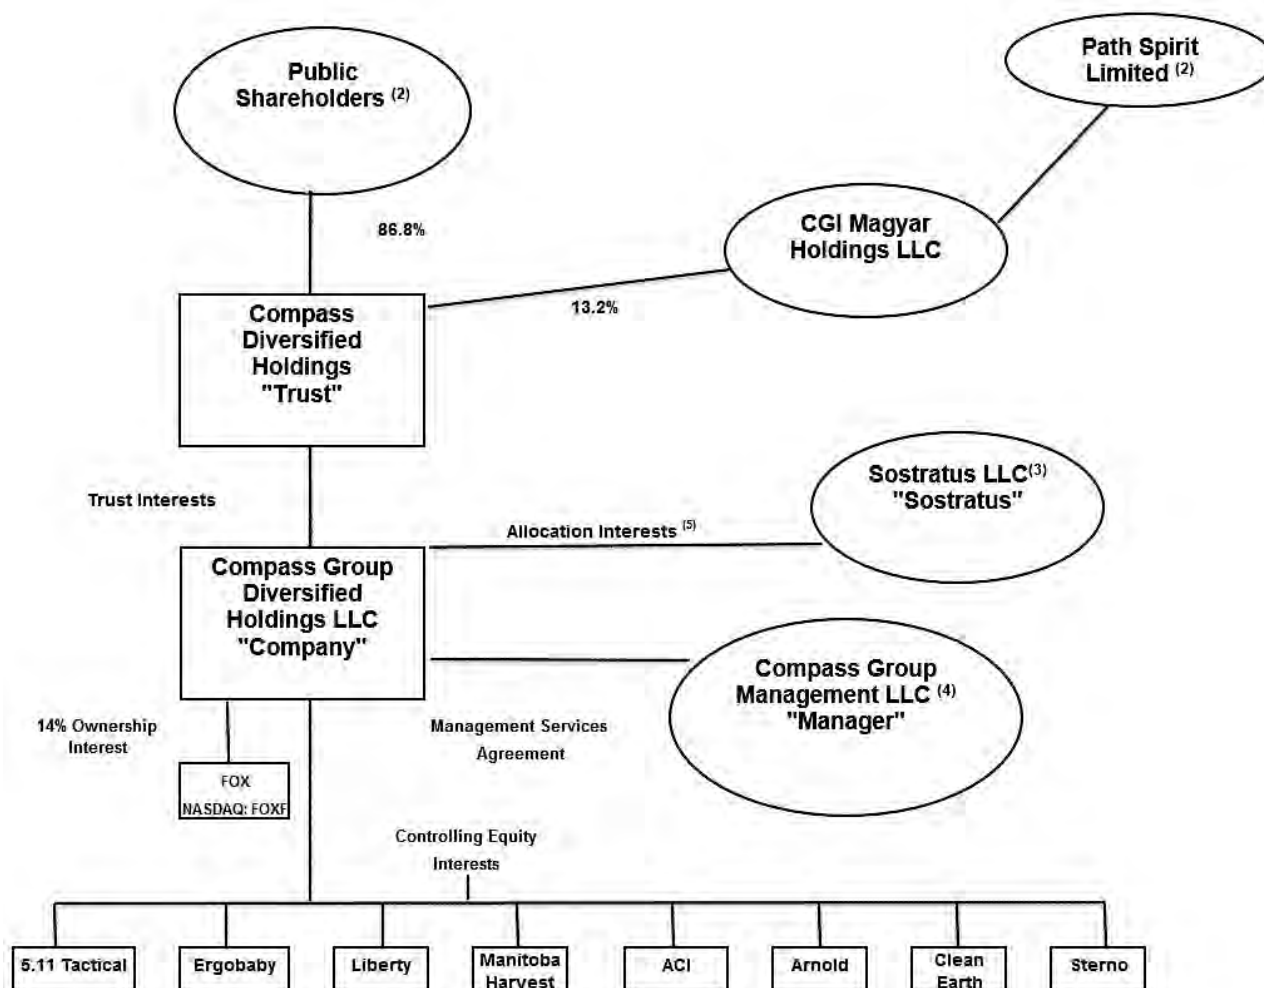 Public
Shareholders (2)
Path Spirit
Limited (2)
86.8%
CGI Magyar
Holdings LLC
13.2%
Compass
Diversified
Holdings
"Trust"
Trust Interests
Allocation Interests (5)
Sostratus LLC(3)
"Sostratus"
Compass Group
Diversified
Holdings LLC
"Company"
Compass Group
Management LLC (4)
"Manager"
14% Ownership
Interest
Management Services
Agreement
FOX
NASDAQ: FOXF
Controlling Equity
Interests
5.11 Tactical
Ergobaby
Liberty
Manitoba
Harvest
ACI
Arnold
Clean
Earth
Sterno